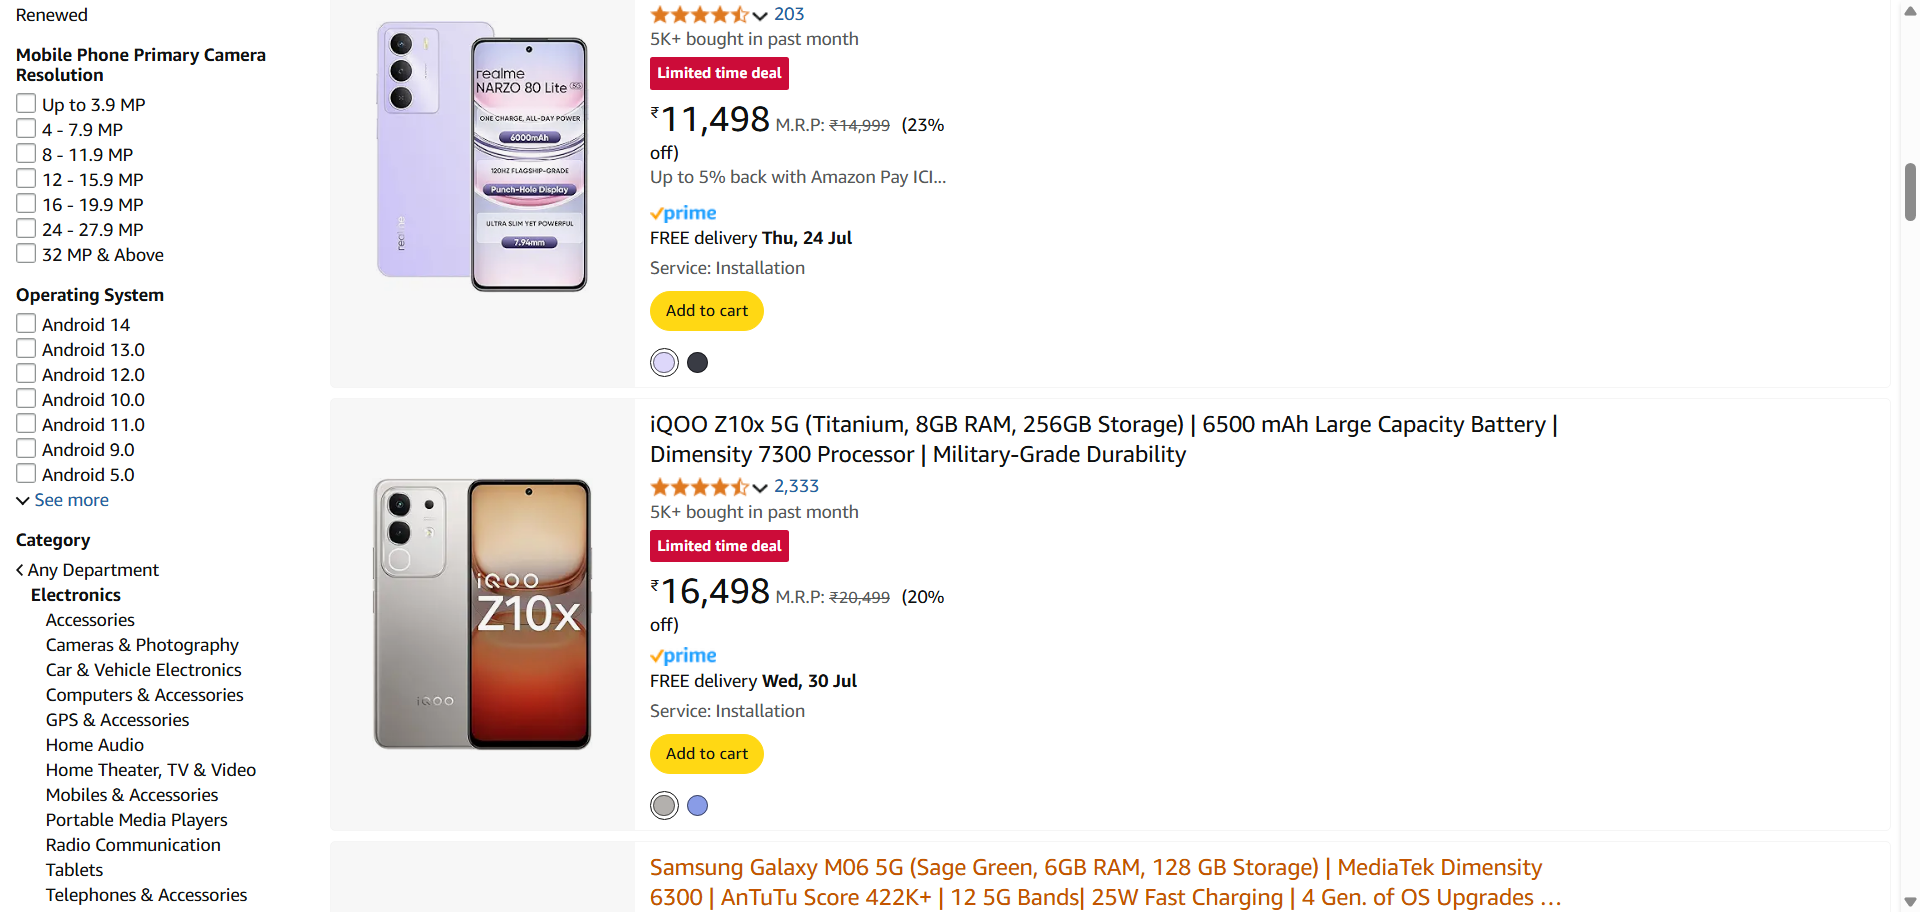 Renewed
Mobile Phone Primary Camera
Resolution
Up to 3.9 MP
4 - 7.9 MP
8 - 11.9 MP
12 - 15.9 MP
16 - 19.9 MP
24 - 27.9 MP
32 MP & Above
Operating System
Android 14
Android 13.0
Android 12.0
Android 10.0
Android 11.0
Android 9.0
Android 5.0
See more
Category
Any Department
Electronics
Accessories
Cameras & Photography
Car & Vehicle Electronics
Computers & Accessories
GPS & Accessories
Home Audio
Home Theater, TV & Video
Mobiles & Accessories
Portable Media Players
Radio Communication
Tablets
Telephones & Accessories
realme
realme
NARZO 80 Lite 5G
ONE CHARGE, ALL-DAY POWER
6000mAh
120HZ FLAGSHIP-GRADE
Punch-Hole Display
ULTRA SLIM YET POWERFUL
7.94mm
203
5K+ bought in past month
Limited time deal
₹11,498 M.R.P: ₹14,999 (23%
off)
Up to 5% back with Amazon Pay ICI...
prime
FREE delivery Thu, 24 Jul
Service: Installation
Add to cart
iQOO
iQOO
Z10x
iQOO Z10x 5G (Titanium, 8GB RAM, 256GB Storage) | 6500 mAh Large Capacity Battery |
Dimensity 7300 Processor | Military-Grade Durability
2,333
5K+ bought in past month
Limited time deal
₹16,498 M.R.P: ₹20,499 (20%
off)
prime
FREE delivery Wed, 30 Jul
Service: Installation
Add to cart
Samsung Galaxy M06 5G (Sage Green, 6GB RAM, 128 GB Storage) | MediaTek Dimensity
6300 | AnTuTu Score 422K+ | 12 5G Bands| 25W Fast Charging | 4 Gen. of OS Upgrades …